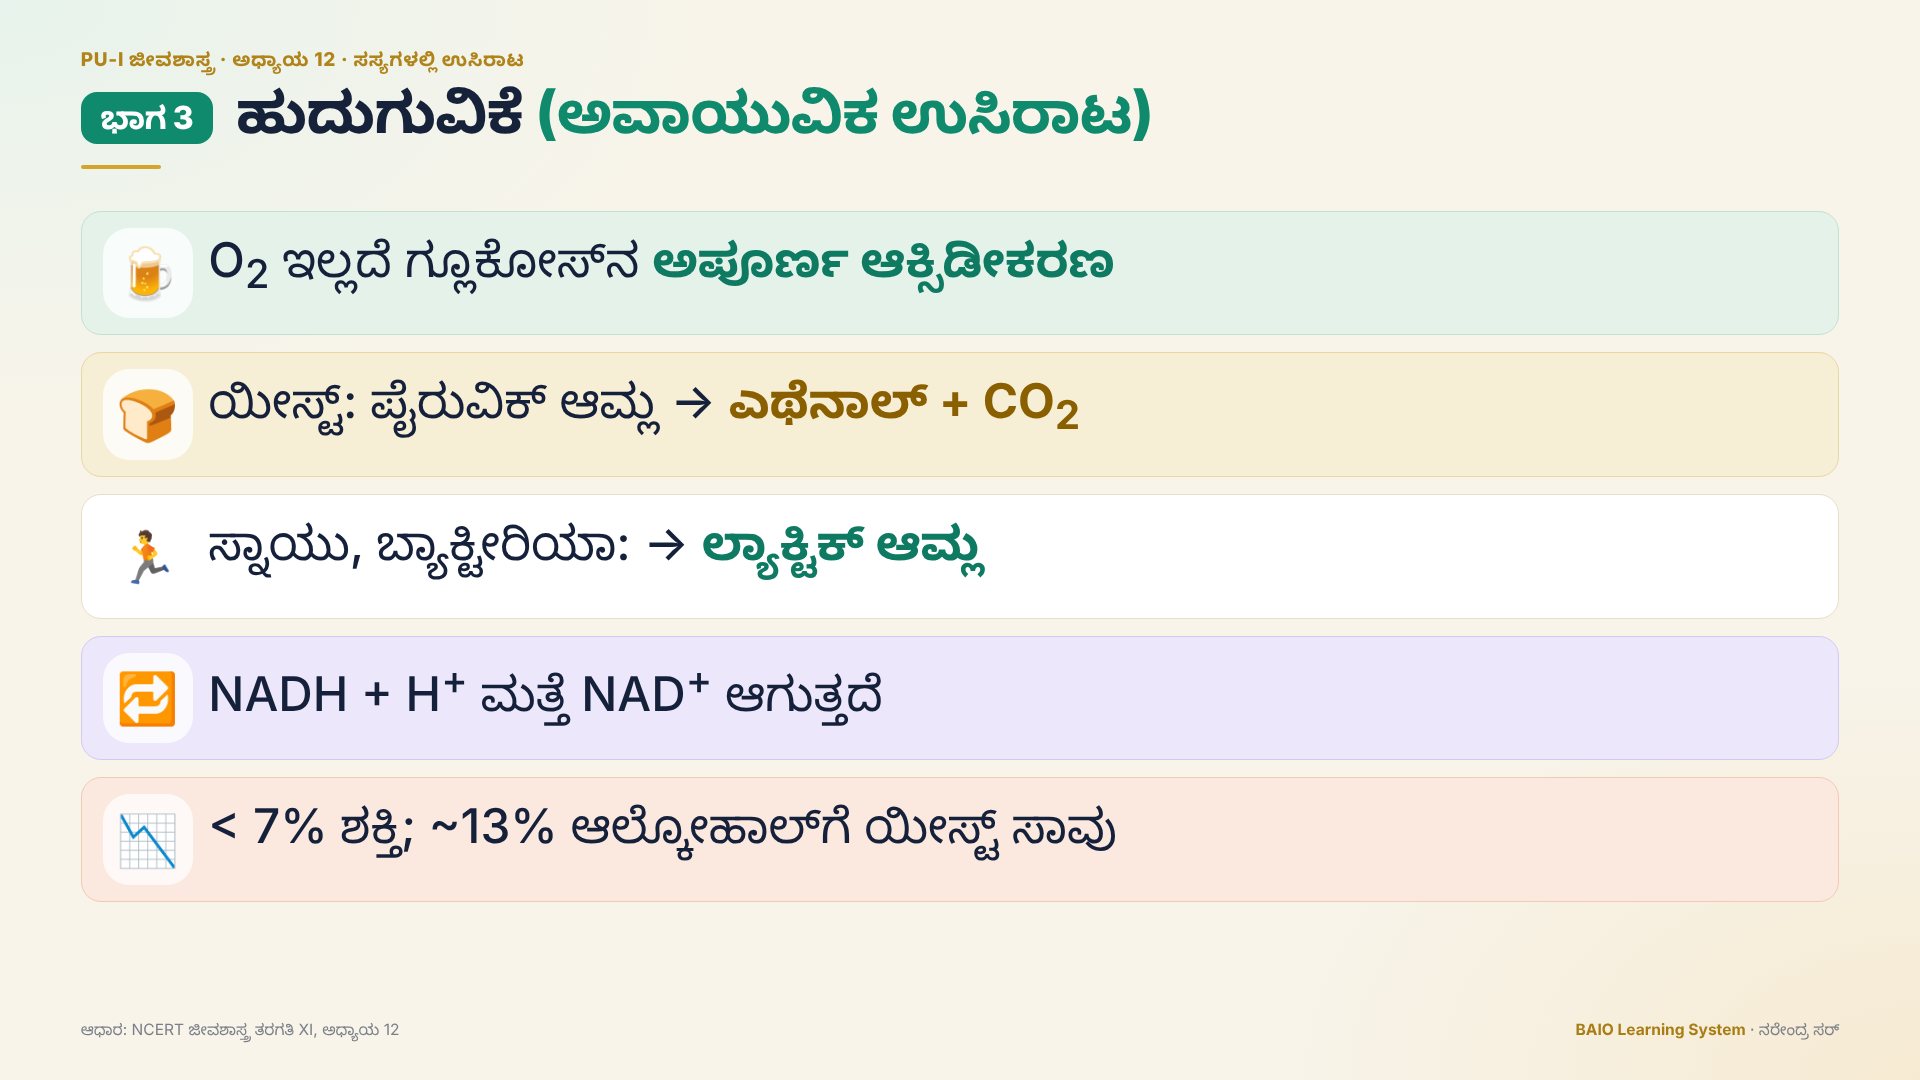 PU-I ಜೀವಶಾಸ್ತ್ರ · ಅಧ್ಯಾಯ 12 · ಸಸ್ಯಗಳಲ್ಲಿ ಉಸಿರಾಟ
ಭಾಗ 3 ಹುದುಗುವಿಕೆ (ಅವಾಯುವಿಕ ಉಸಿರಾಟ)
O₂ ಇಲ್ಲದೆ ಗ್ಲೂಕೋಸ್‌ನ ಅಪೂರ್ಣ ಆಕ್ಸಿಡೀಕರಣ
ಯೀಸ್ಟ್: ಪೈರುವಿಕ್ ಆಮ್ಲ → ಎಥೆನಾಲ್ + CO₂
ಸ್ನಾಯು, ಬ್ಯಾಕ್ಟೀರಿಯಾ: → ಲ್ಯಾಕ್ಟಿಕ್ ಆಮ್ಲ
NADH + H⁺ ಮತ್ತೆ NAD⁺ ಆಗುತ್ತದೆ
< 7% ಶಕ್ತಿ; ~13% ಆಲ್ಕೋಹಾಲ್‌ಗೆ ಯೀಸ್ಟ್ ಸಾವು
ಆಧಾರ: NCERT ಜೀವಶಾಸ್ತ್ರ ತರಗತಿ XI, ಅಧ್ಯಾಯ 12
BAIO Learning System · ನರೇಂದ್ರ ಸರ್